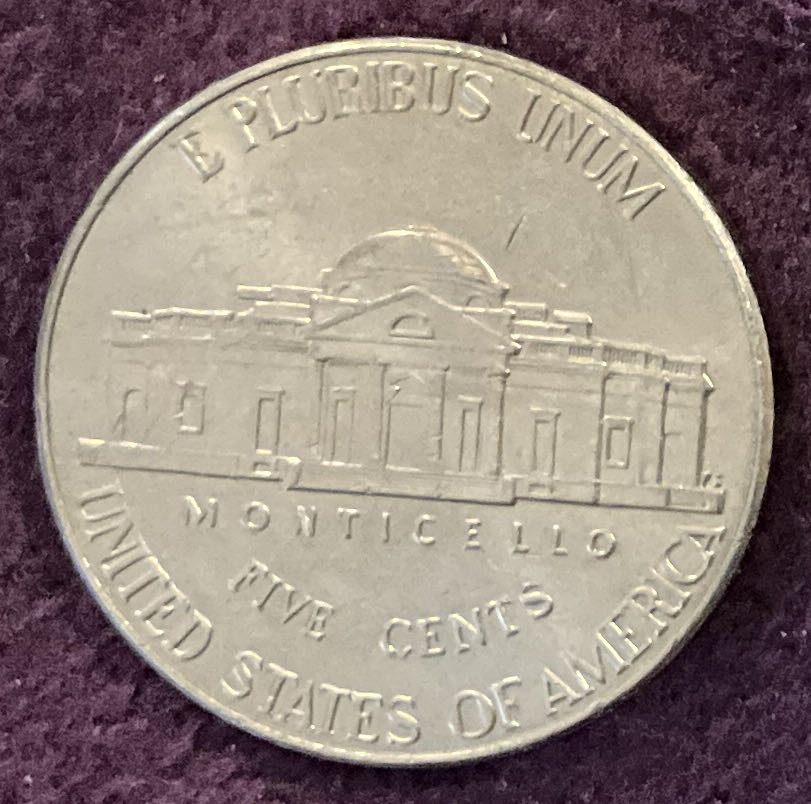 E PLURIBUS UNUM
MONTICELLO
FIVE CENTS
UNITED STATES OF AMERICA